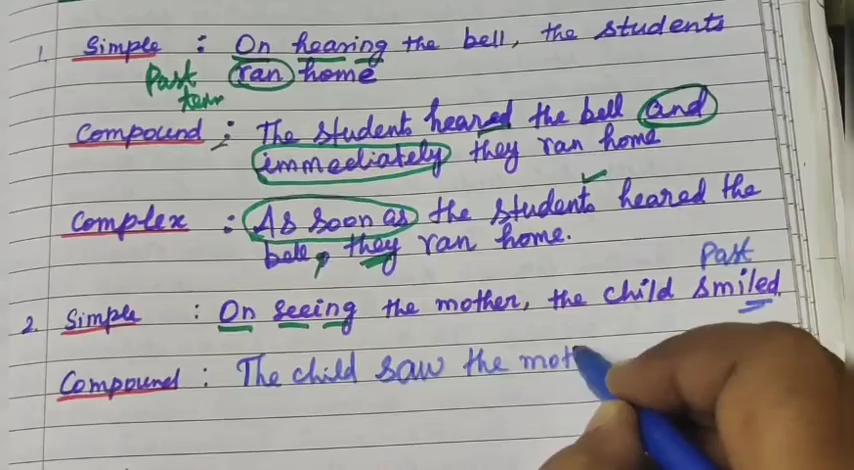 1. Simple : On hearing the bell, the students
Past ran home
tens
Compound : The students heared the bell and
immediately they ran home
Complex : As soon as the students heared the
bell, they ran home.
Past
2. Simple : On seeing the mother, the child smiled.
Compound : The child saw the mot